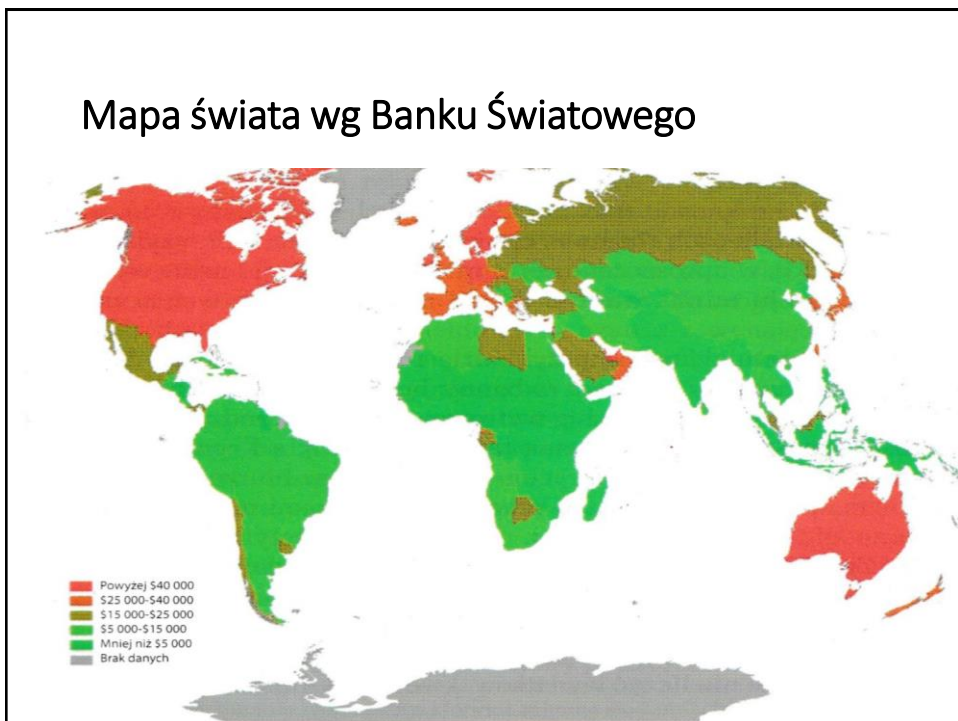 Mapa świata wg Banku Światowego
Powyżej $40 000
$25 000-$40 000
$15 000-$25 000
$5 000-$15 000
Mniej niż $5 000
Brak danych